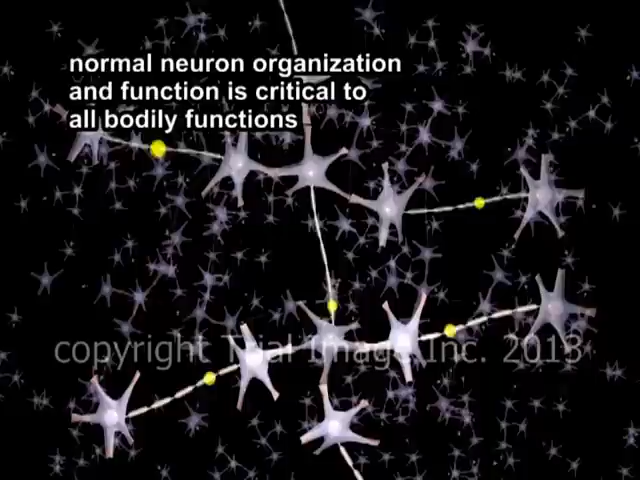 normal neuron organization
and function is critical to
all bodily functions
copyright Trial Image Inc. 2013